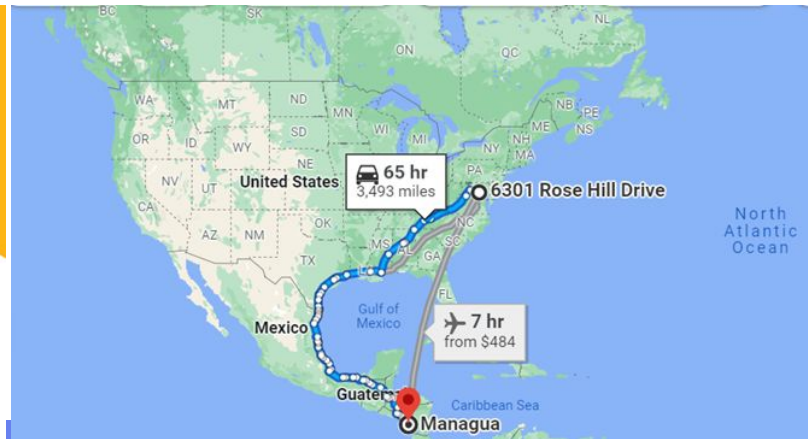 BC
SK
NL
ON
QC
WA
MT
ND
MN
NB
PE
OR
ID
SD
WI
MI
ME
NS
WY
NH
NY
MA
NE
PA
65 hr
3,493 miles
United States
NV
UT
6301 Rose Hill Drive
CA
OK
NC
AZ
NM
MS
AL
SC
GA
TX
North
Atlantic
Ocean
FL
Gulf of
Mexico
7 hr
from $484
Mexico
Guatem
Caribbean Sea
Managua